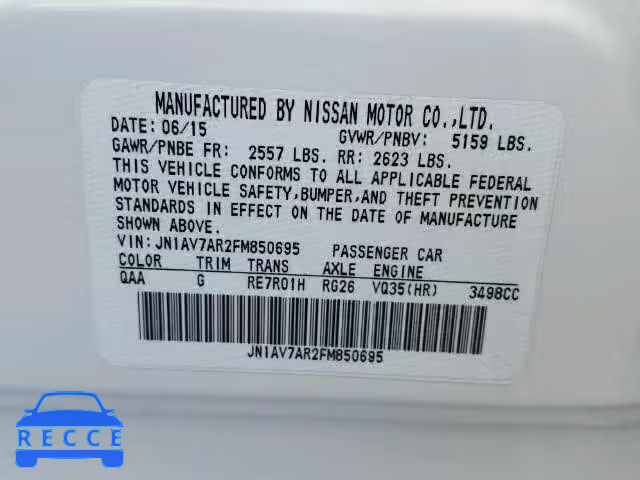 MANUFACTURED BY NISSAN MOTOR CO.,LTD.
DATE: 06/15 GVWR/PNBV: 5159 LBS.
GAWR/PNBE FR: 2557 LBS. RR: 2623 LBS.
THIS VEHICLE CONFORMS TO ALL APPLICABLE FEDERAL
MOTOR VEHICLE SAFETY,BUMPER,AND THEFT PREVENTION
STANDARDS IN EFFECT ON THE DATE OF MANUFACTURE
SHOWN ABOVE.
VIN: JN1AV7AR2FM850695 PASSENGER CAR
COLOR TRIM TRANS AXLE ENGINE
QAA G RE7R01H RG26 VQ35(HR) 3498CC
JN1AV7AR2FM850695
RECCE